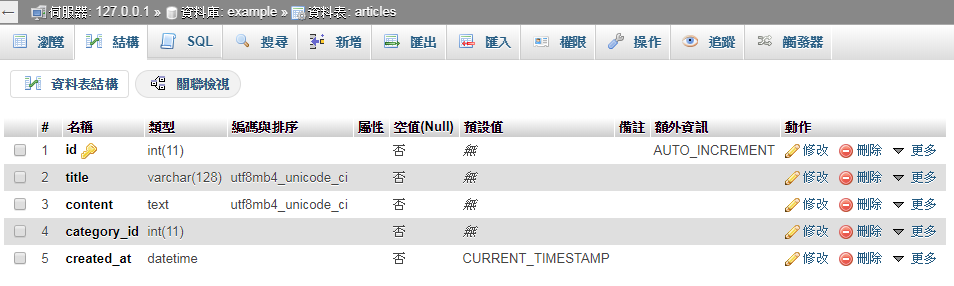 伺服器: 127.0.0.1 » 資料庫: example » 資料表: articles
瀏覽 結構 SQL 搜尋 新增 匯出 匯入 權限 操作 追蹤 觸發器
資料表結構 關聯檢視
# 名稱 類型 編碼與排序 屬性 空值(Null) 預設值 備註 額外資訊 動作
1 id int(11) 否 無 AUTO_INCREMENT 修改 刪除 更多
2 title varchar(128) utf8mb4_unicode_ci 否 無 修改 刪除 更多
3 content text utf8mb4_unicode_ci 否 無 修改 刪除 更多
4 category_id int(11) 否 無 修改 刪除 更多
5 created_at datetime 否 CURRENT_TIMESTAMP 修改 刪除 更多